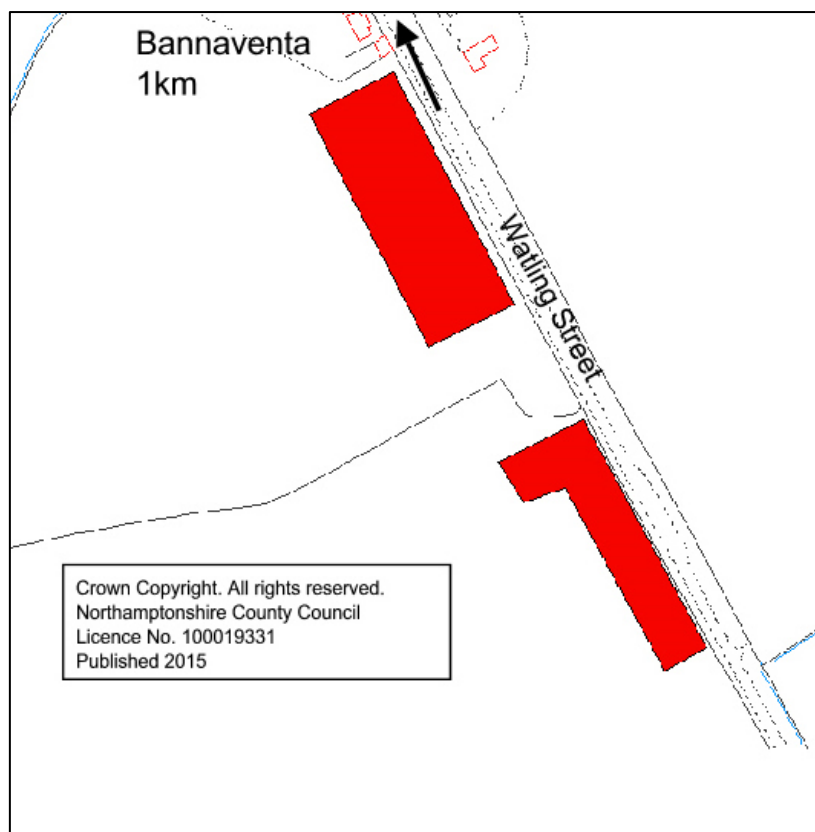 Bannaventa
1km
Watling Street
Crown Copyright. All rights reserved.
Northamptonshire County Council
Licence No. 100019331
Published 2015